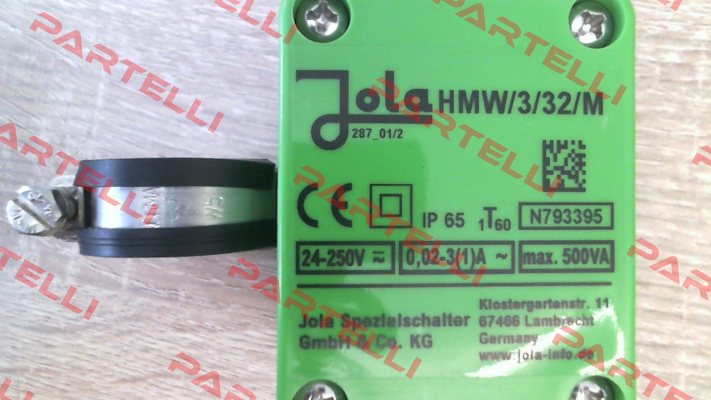 Jola HMW/3/32/M
287_01/2
CE IP 65 1T60 N793395
24-250V ≂ 0,02-3(1)A ~ max. 500VA
Jola Spezialschalter
GmbH & Co. KG
Klostergartenstr. 11
67466 Lambrecht
Germany
www.jola-info.de
W5
PARTELLI
PARTELLI
PARTELLI
PARTELLI
PARTELLI
PARTELLI